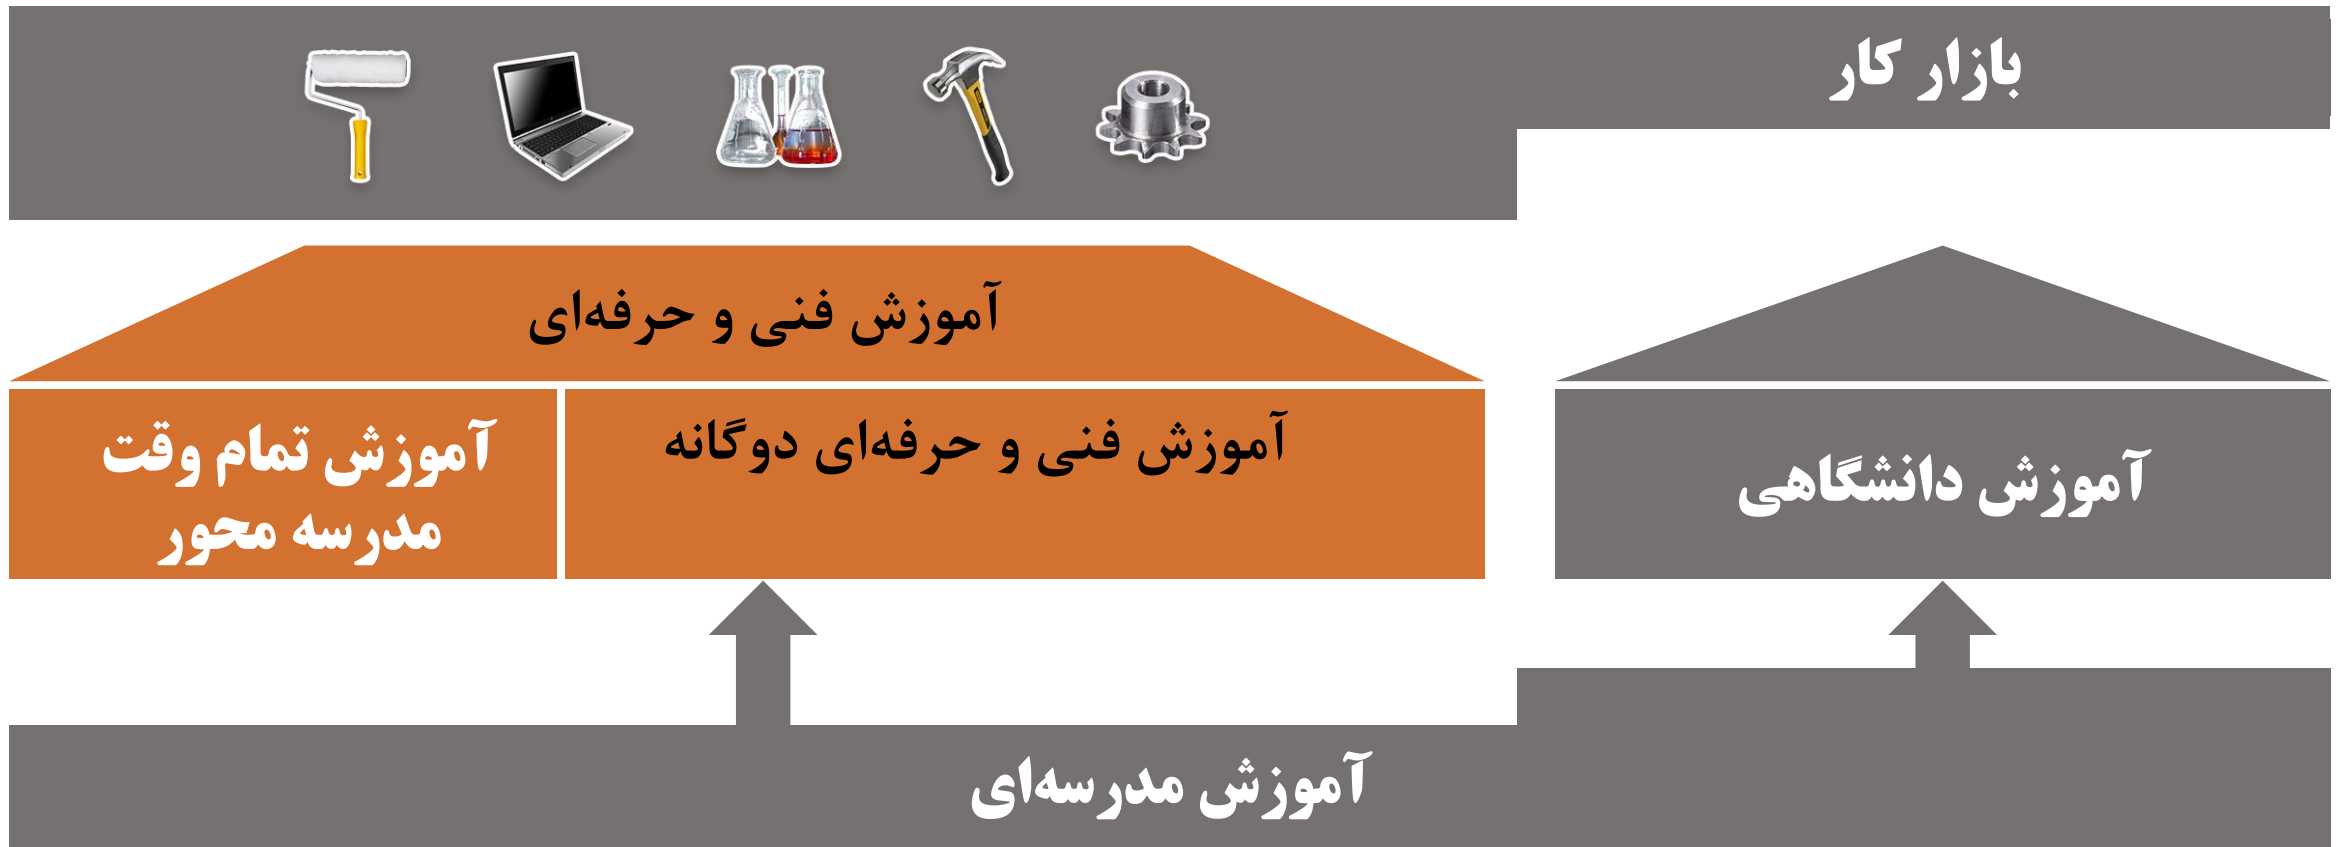 بازار کار
آموزش فنی و حرفه‌ای
آموزش دانشگاهی
آموزش فنی و حرفه‌ای دوگانه
آموزش تمام وقت
مدرسه محور
آموزش مدرسه‌ای